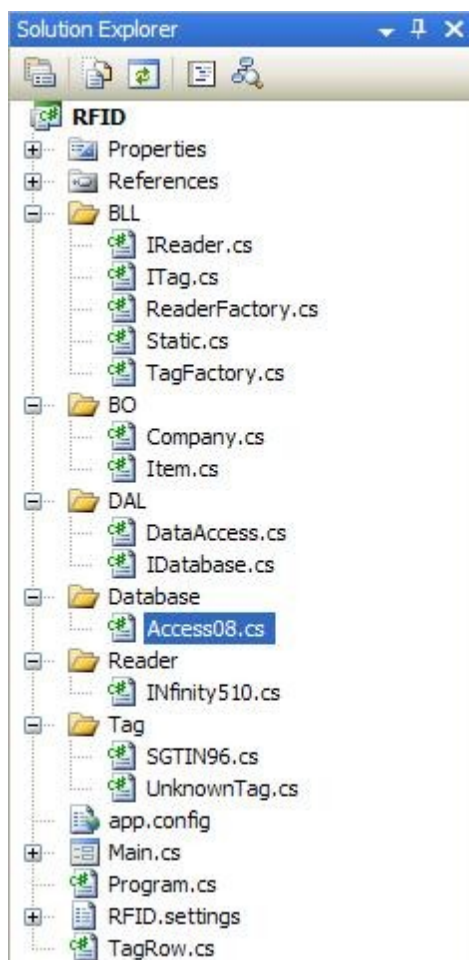 Solution Explorer
RFID
Properties
References
BLL
IReader.cs
ITag.cs
ReaderFactory.cs
Static.cs
TagFactory.cs
BO
Company.cs
Item.cs
DAL
DataAccess.cs
IDatabase.cs
Database
Access08.cs
Reader
INfinity510.cs
Tag
SGTIN96.cs
UnknownTag.cs
app.config
Main.cs
Program.cs
RFID.settings
TagRow.cs